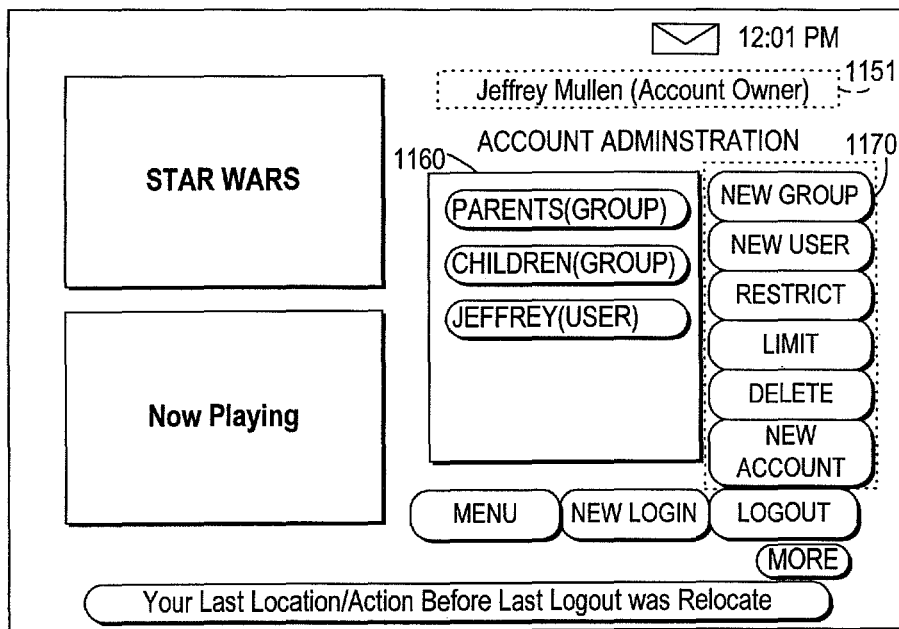 12:01 PM
1151
Jeffrey Mullen (Account Owner)
ACCOUNT ADMINSTRATION
1160
1170
STAR WARS
PARENTS(GROUP)
CHILDREN(GROUP)
JEFFREY(USER)
NEW GROUP
NEW USER
RESTRICT
LIMIT
DELETE
NEW
ACCOUNT
Now Playing
MENU
NEW LOGIN
LOGOUT
MORE
Your Last Location/Action Before Last Logout was Relocate